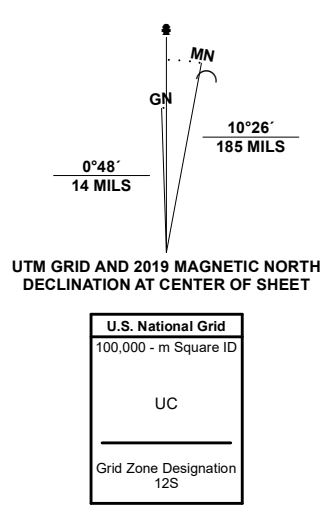 MN
GN
10°26´
185 MILS
0°48´
14 MILS
UTM GRID AND 2019 MAGNETIC NORTH
DECLINATION AT CENTER OF SHEET
U.S. National Grid
100,000 - m Square ID
UC
Grid Zone Designation
12S